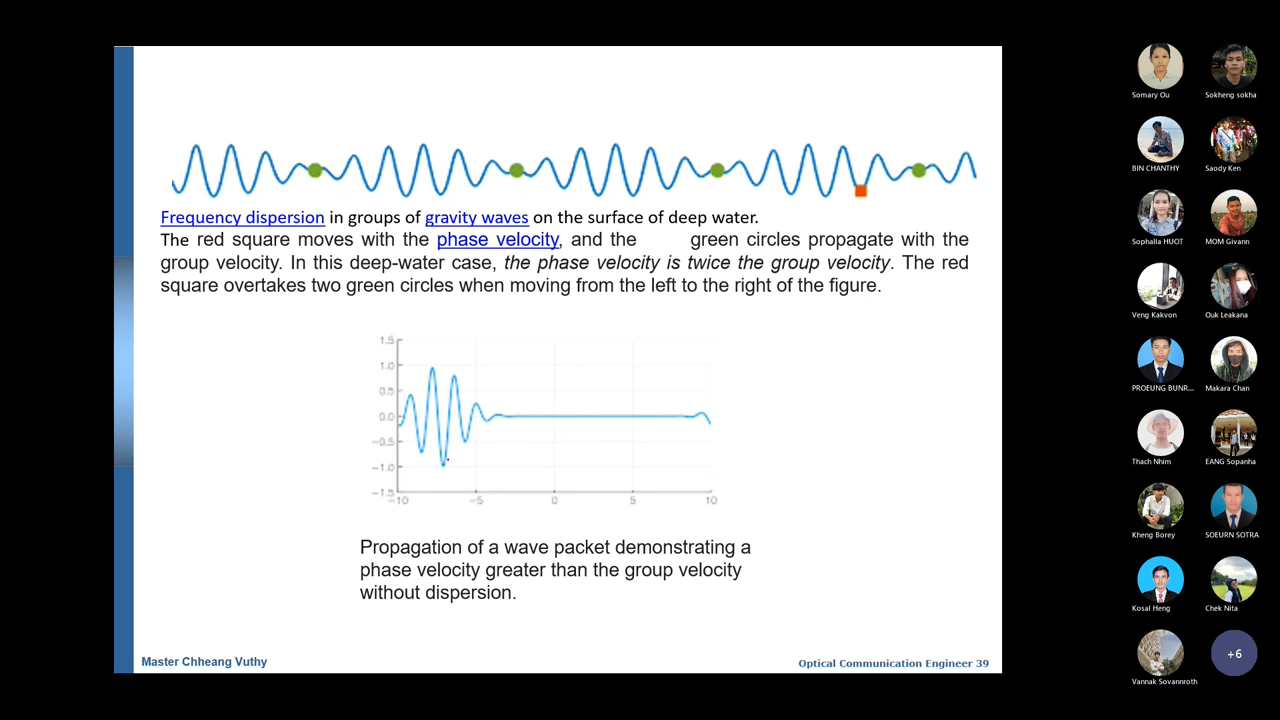 Frequency dispersion in groups of gravity waves on the surface of deep water.
The red square moves with the phase velocity, and the green circles propagate with the
group velocity. In this deep-water case, the phase velocity is twice the group velocity. The red
square overtakes two green circles when moving from the left to the right of the figure.
1.5
1.0
0.5
0.0
−0.5
−1.0
−1.5
−10 −5 0 5 10
Propagation of a wave packet demonstrating a
phase velocity greater than the group velocity
without dispersion.
Master Chheang Vuthy
Optical Communication Engineer 39
Somary Ou
Sokheng sokha
BIN CHANTHY
Saody Ken
Sophalla HUOT
MOM Givann
Veng Kakvon
Ouk Leakana
PROEUNG BUNR...
Makara Chan
Thach Nhim
EANG Sopanha
Kheng Borey
SOEURN SOTRA
Kosal Heng
Chek Nita
Vannak Sovannroth
+6